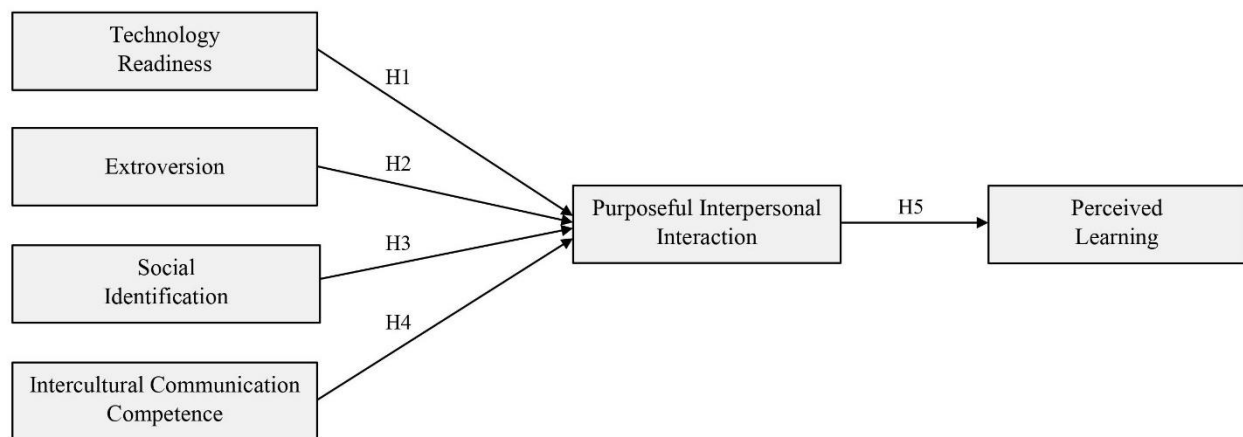 Technology
Readiness
H1
Extroversion
H2
Social
Identification
H3
Intercultural Communication
Competence
H4
Purposeful Interpersonal
Interaction
H5
Perceived
Learning